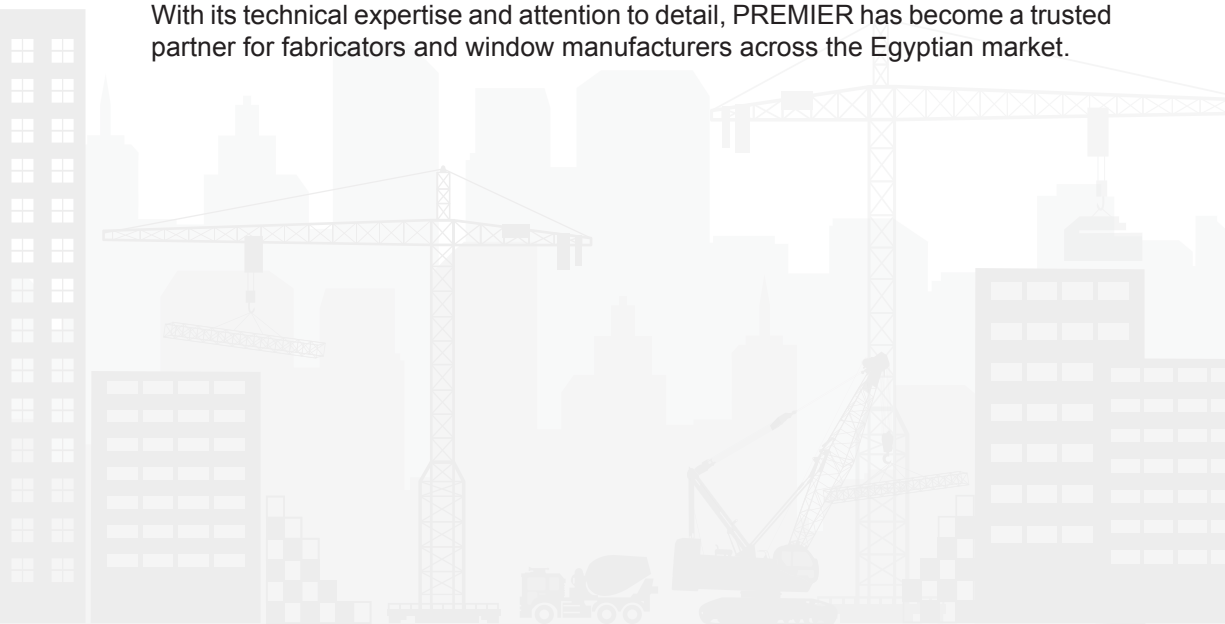 With its technical expertise and attention to detail, PREMIER has become a trusted
partner for fabricators and window manufacturers across the Egyptian market.